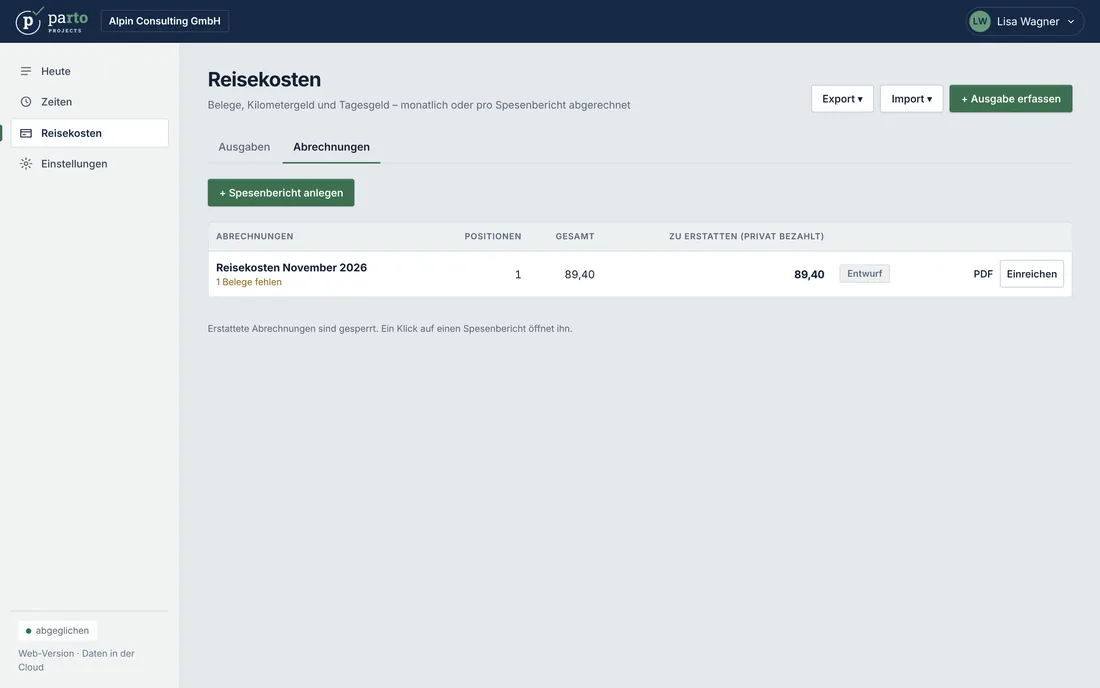 parto
PROJECTS
Alpin Consulting GmbH
LW
Lisa Wagner
Heute
Zeiten
Reisekosten
Einstellungen
Reisekosten
Belege, Kilometergeld und Tagesgeld – monatlich oder pro Spesenbericht abgerechnet
Export ▾
Import ▾
+ Ausgabe erfassen
Ausgaben
Abrechnungen
+ Spesenbericht anlegen
ABRECHNUNGEN POSITIONEN GESAMT ZU ERSTATTEN (PRIVAT BEZAHLT)
Reisekosten November 2026
1 Belege fehlen
1 89,40 89,40 Entwurf PDF Einreichen
Erstattete Abrechnungen sind gesperrt. Ein Klick auf einen Spesenbericht öffnet ihn.
abgeglichen
Web-Version · Daten in der
Cloud